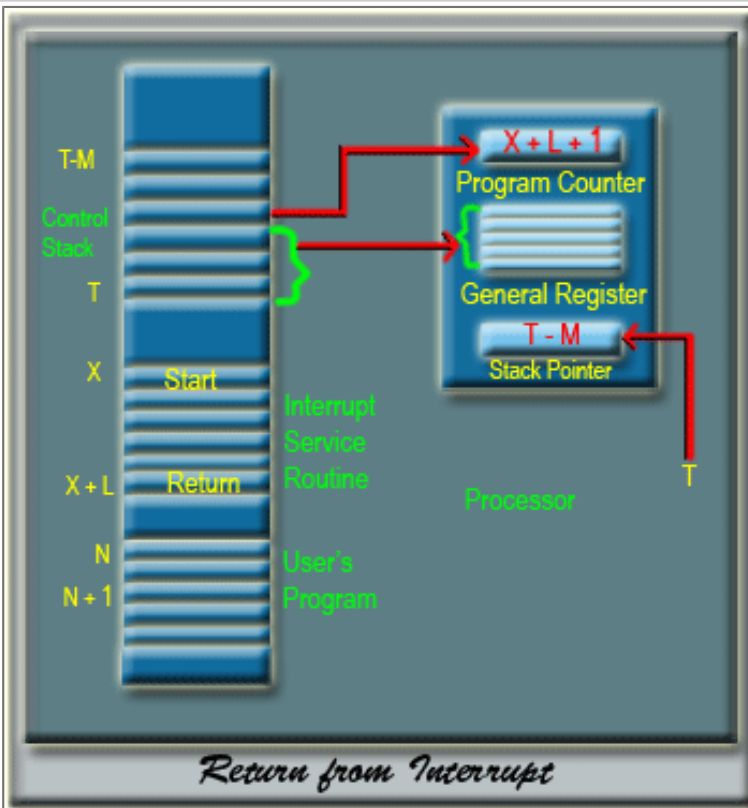 T-M
Control
Stack
T
X
Start
Interrupt
Service
Routine
X + L
Return
N
User's
N + 1
Program
X + L + 1
Program Counter
General Register
T - M
Stack Pointer
T
Processor
Return from Interrupt